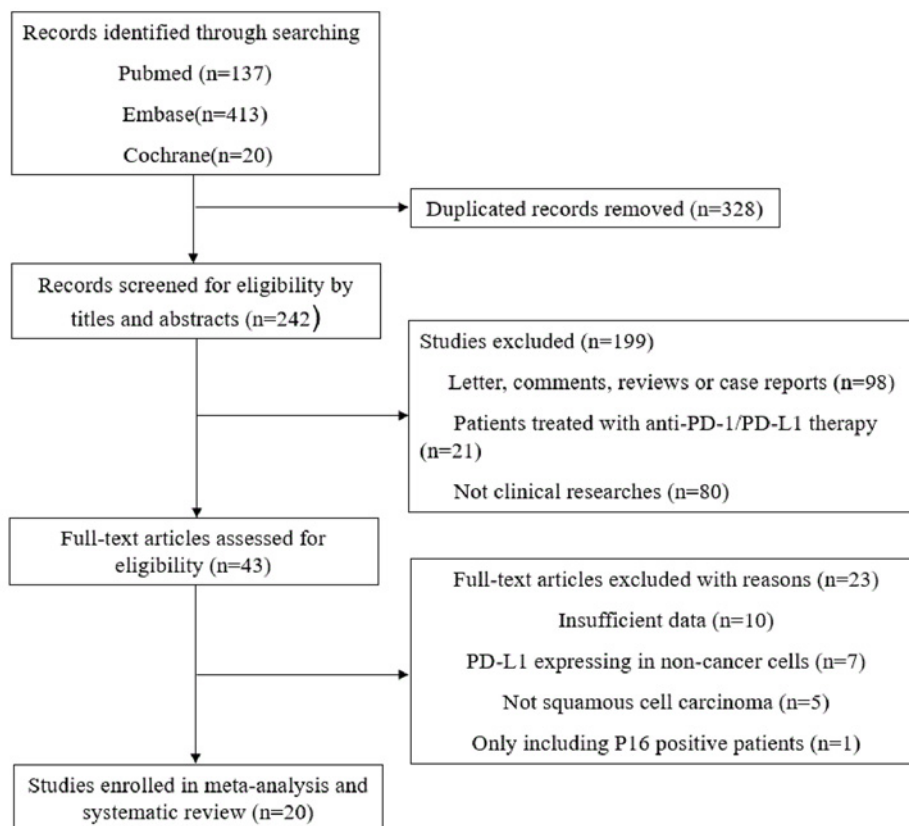 Records identified through searching
Pubmed (n=137)
Embase(n=413)
Cochrane(n=20)
Duplicated records removed (n=328)
Records screened for eligibility by
titles and abstracts (n=242)
Studies excluded (n=199)
Letter, comments, reviews or case reports (n=98)
Patients treated with anti-PD-1/PD-L1 therapy
(n=21)
Not clinical researches (n=80)
Full-text articles assessed for
eligibility (n=43)
Full-text articles excluded with reasons (n=23)
Insufficient data (n=10)
PD-L1 expressing in non-cancer cells (n=7)
Not squamous cell carcinoma (n=5)
Only including P16 positive patients (n=1)
Studies enrolled in meta-analysis and
systematic review (n=20)